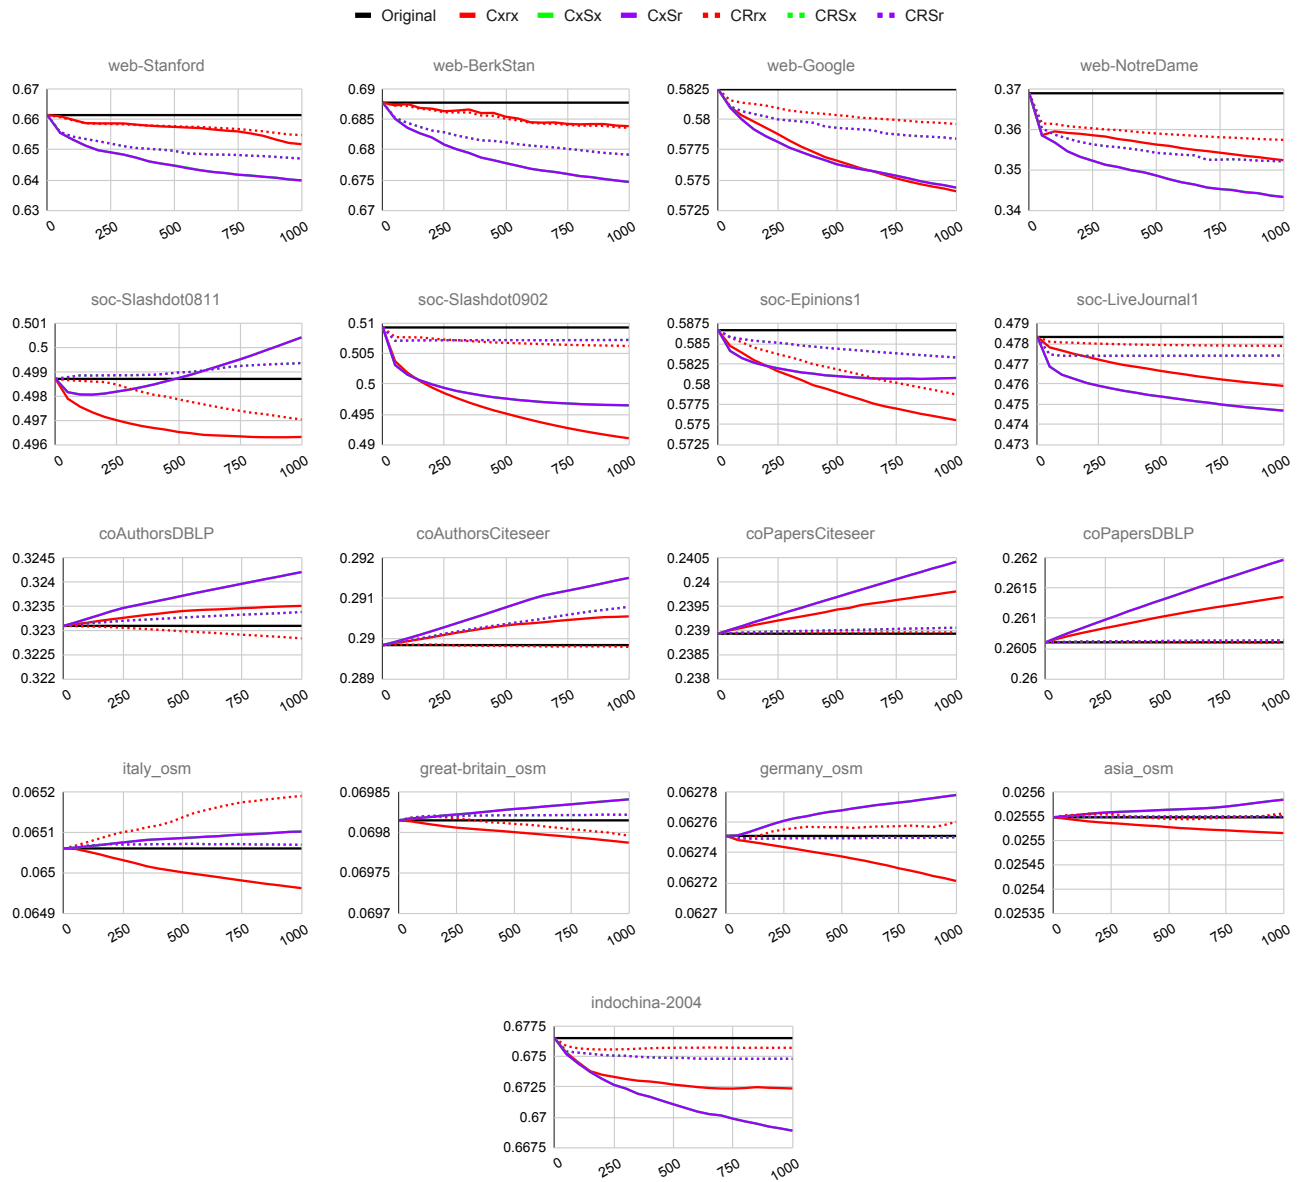 Original Cxrx CxSx CxSr CRrx CRSx CRSr
web-Stanford web-BerkStan web-Google web-NotreDame
0.67 0.69 0.5825 0.37
0.66 0.685 0.58 0.36
0.65 0.68 0.5775 0.35
0.64 0.675 0.575 0.34
0.63 0.67 0.5725
0 250 500 750 1000 0 250 500 750 1000 0 250 500 750 1000 0 250 500 750 1000
soc-Slashdot0811 soc-Slashdot0902 soc-Epinions1 soc-LiveJournal1
0.501 0.51 0.5875 0.479
0.5 0.505 0.585 0.478
0.499 0.5 0.5825 0.477
0.498 0.495 0.58 0.476
0.497 0.49 0.5775 0.475
0.496 0.575 0.474
0.5725 0.473
0 250 500 750 1000 0 250 500 750 1000 0 250 500 750 1000 0 250 500 750 1000
coAuthorsDBLP coAuthorsCiteseer coPapersCiteseer coPapersDBLP
0.3245 0.292 0.2405 0.262
0.324 0.291 0.24 0.2615
0.3235 0.29 0.2395 0.261
0.323 0.289 0.239 0.2605
0.3225 0.2385 0.26
0.322 0.238
0 250 500 750 1000 0 250 500 750 1000 0 250 500 750 1000 0 250 500 750 1000
italy_osm great-britain_osm germany_osm asia_osm
0.0652 0.06985 0.06278 0.0256
0.0651 0.0698 0.06276 0.02555
0.065 0.06975 0.06274 0.0255
0.0649 0.0697 0.06272 0.02545
0.0627 0.0254
0.02535
0 250 500 750 1000 0 250 500 750 1000 0 250 500 750 1000 0 250 500 750 1000
indochina-2004
0.6775
0.675
0.6725
0.67
0.6675
0 250 500 750 1000